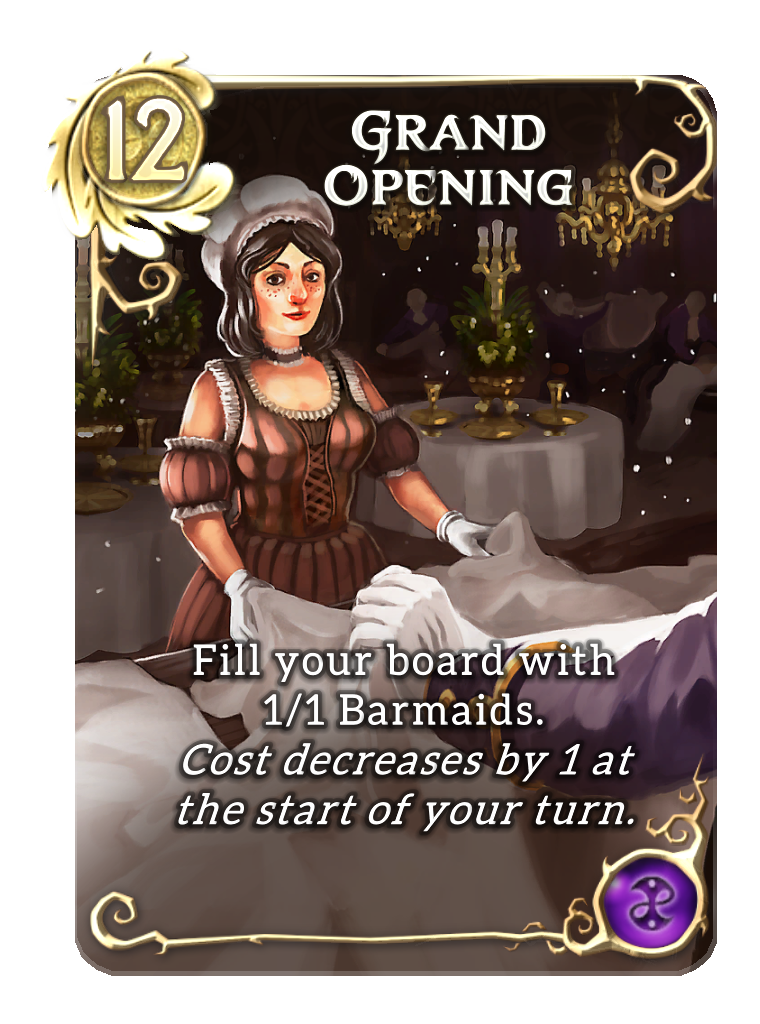 12
GRAND
OPENING
Fill your board with
1/1 Barmaids.
Cost decreases by 1 at
the start of your turn.